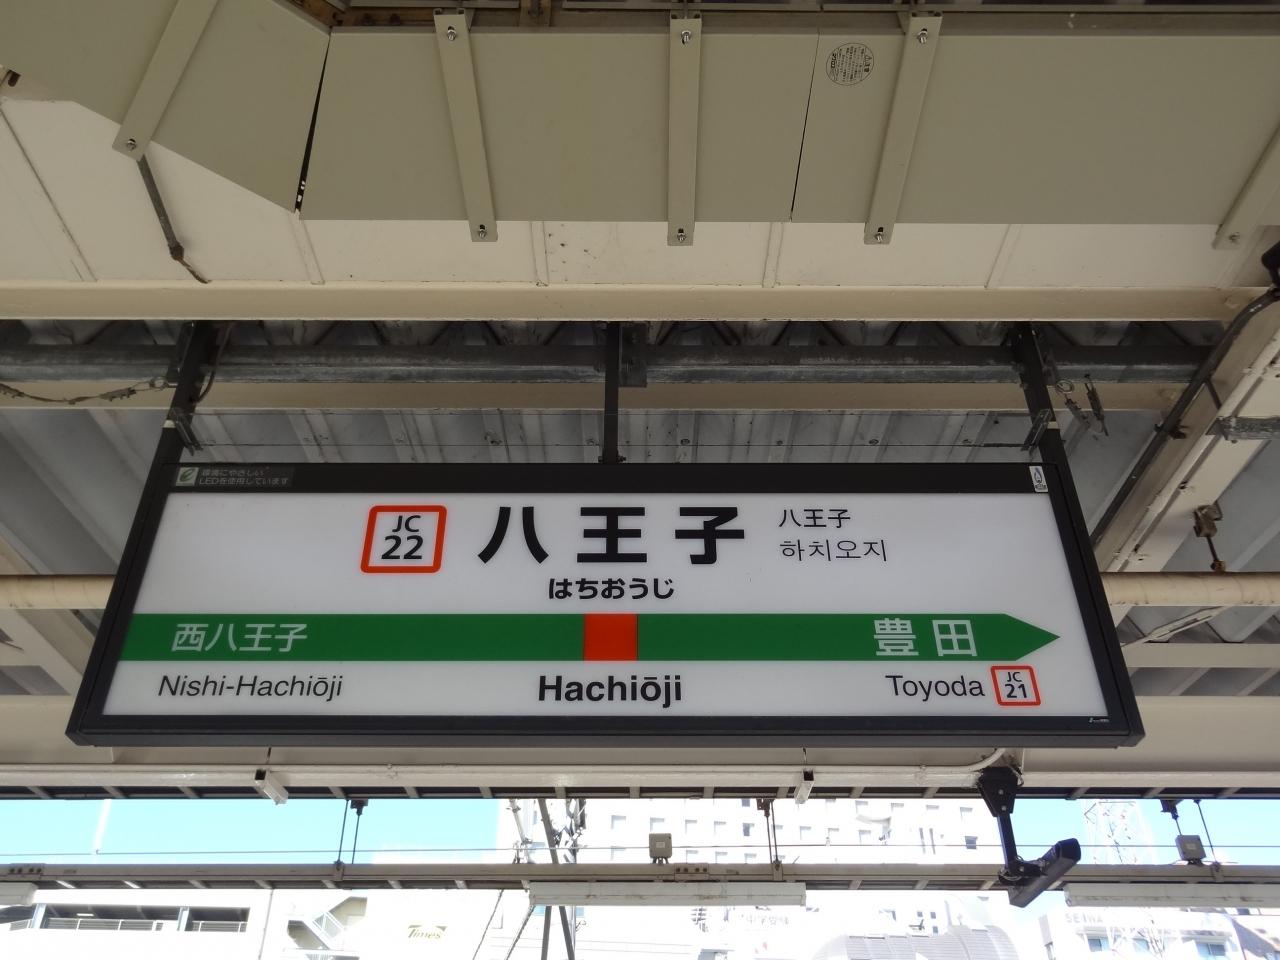 環境にやさしい
LEDを使用しています
JC
22
八王子
八王子
하치오지
はちおうじ
西八王子
豊田
Nishi-Hachiōji
Hachiōji
Toyoda
JC
21
Times
SEIWA